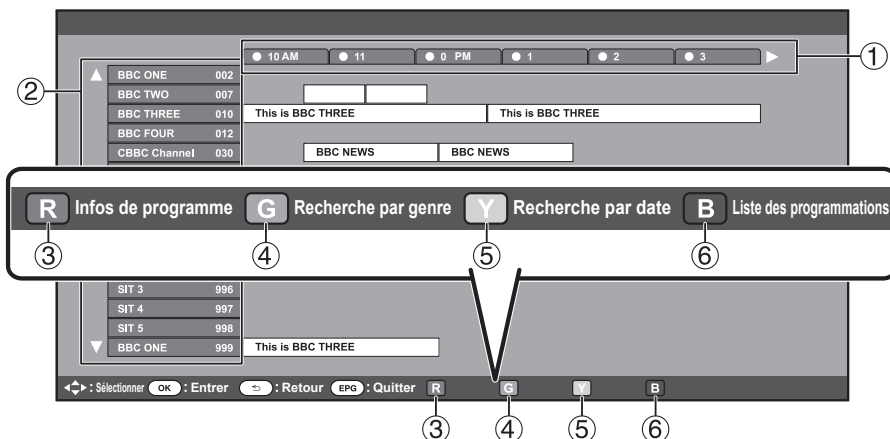 ● 10 AM ● 11 ● 0 PM ● 1 ● 2 ● 3 ▶ ①
②
▲ BBC ONE 002
BBC TWO 007
BBC THREE 010 This is BBC THREE This is BBC THREE
BBC FOUR 012
CBBC Channel 030 BBC NEWS BBC NEWS
R Infos de programme G Recherche par genre Y Recherche par date B Liste des programmations
③ ④ ⑤ ⑥
SIT 3 996
SIT 4 997
SIT 5 998
▼ BBC ONE 999 This is BBC THREE
: Sélectionner OK : Entrer : Retour EPG : Quitter R G Y B
③ ④ ⑤ ⑥